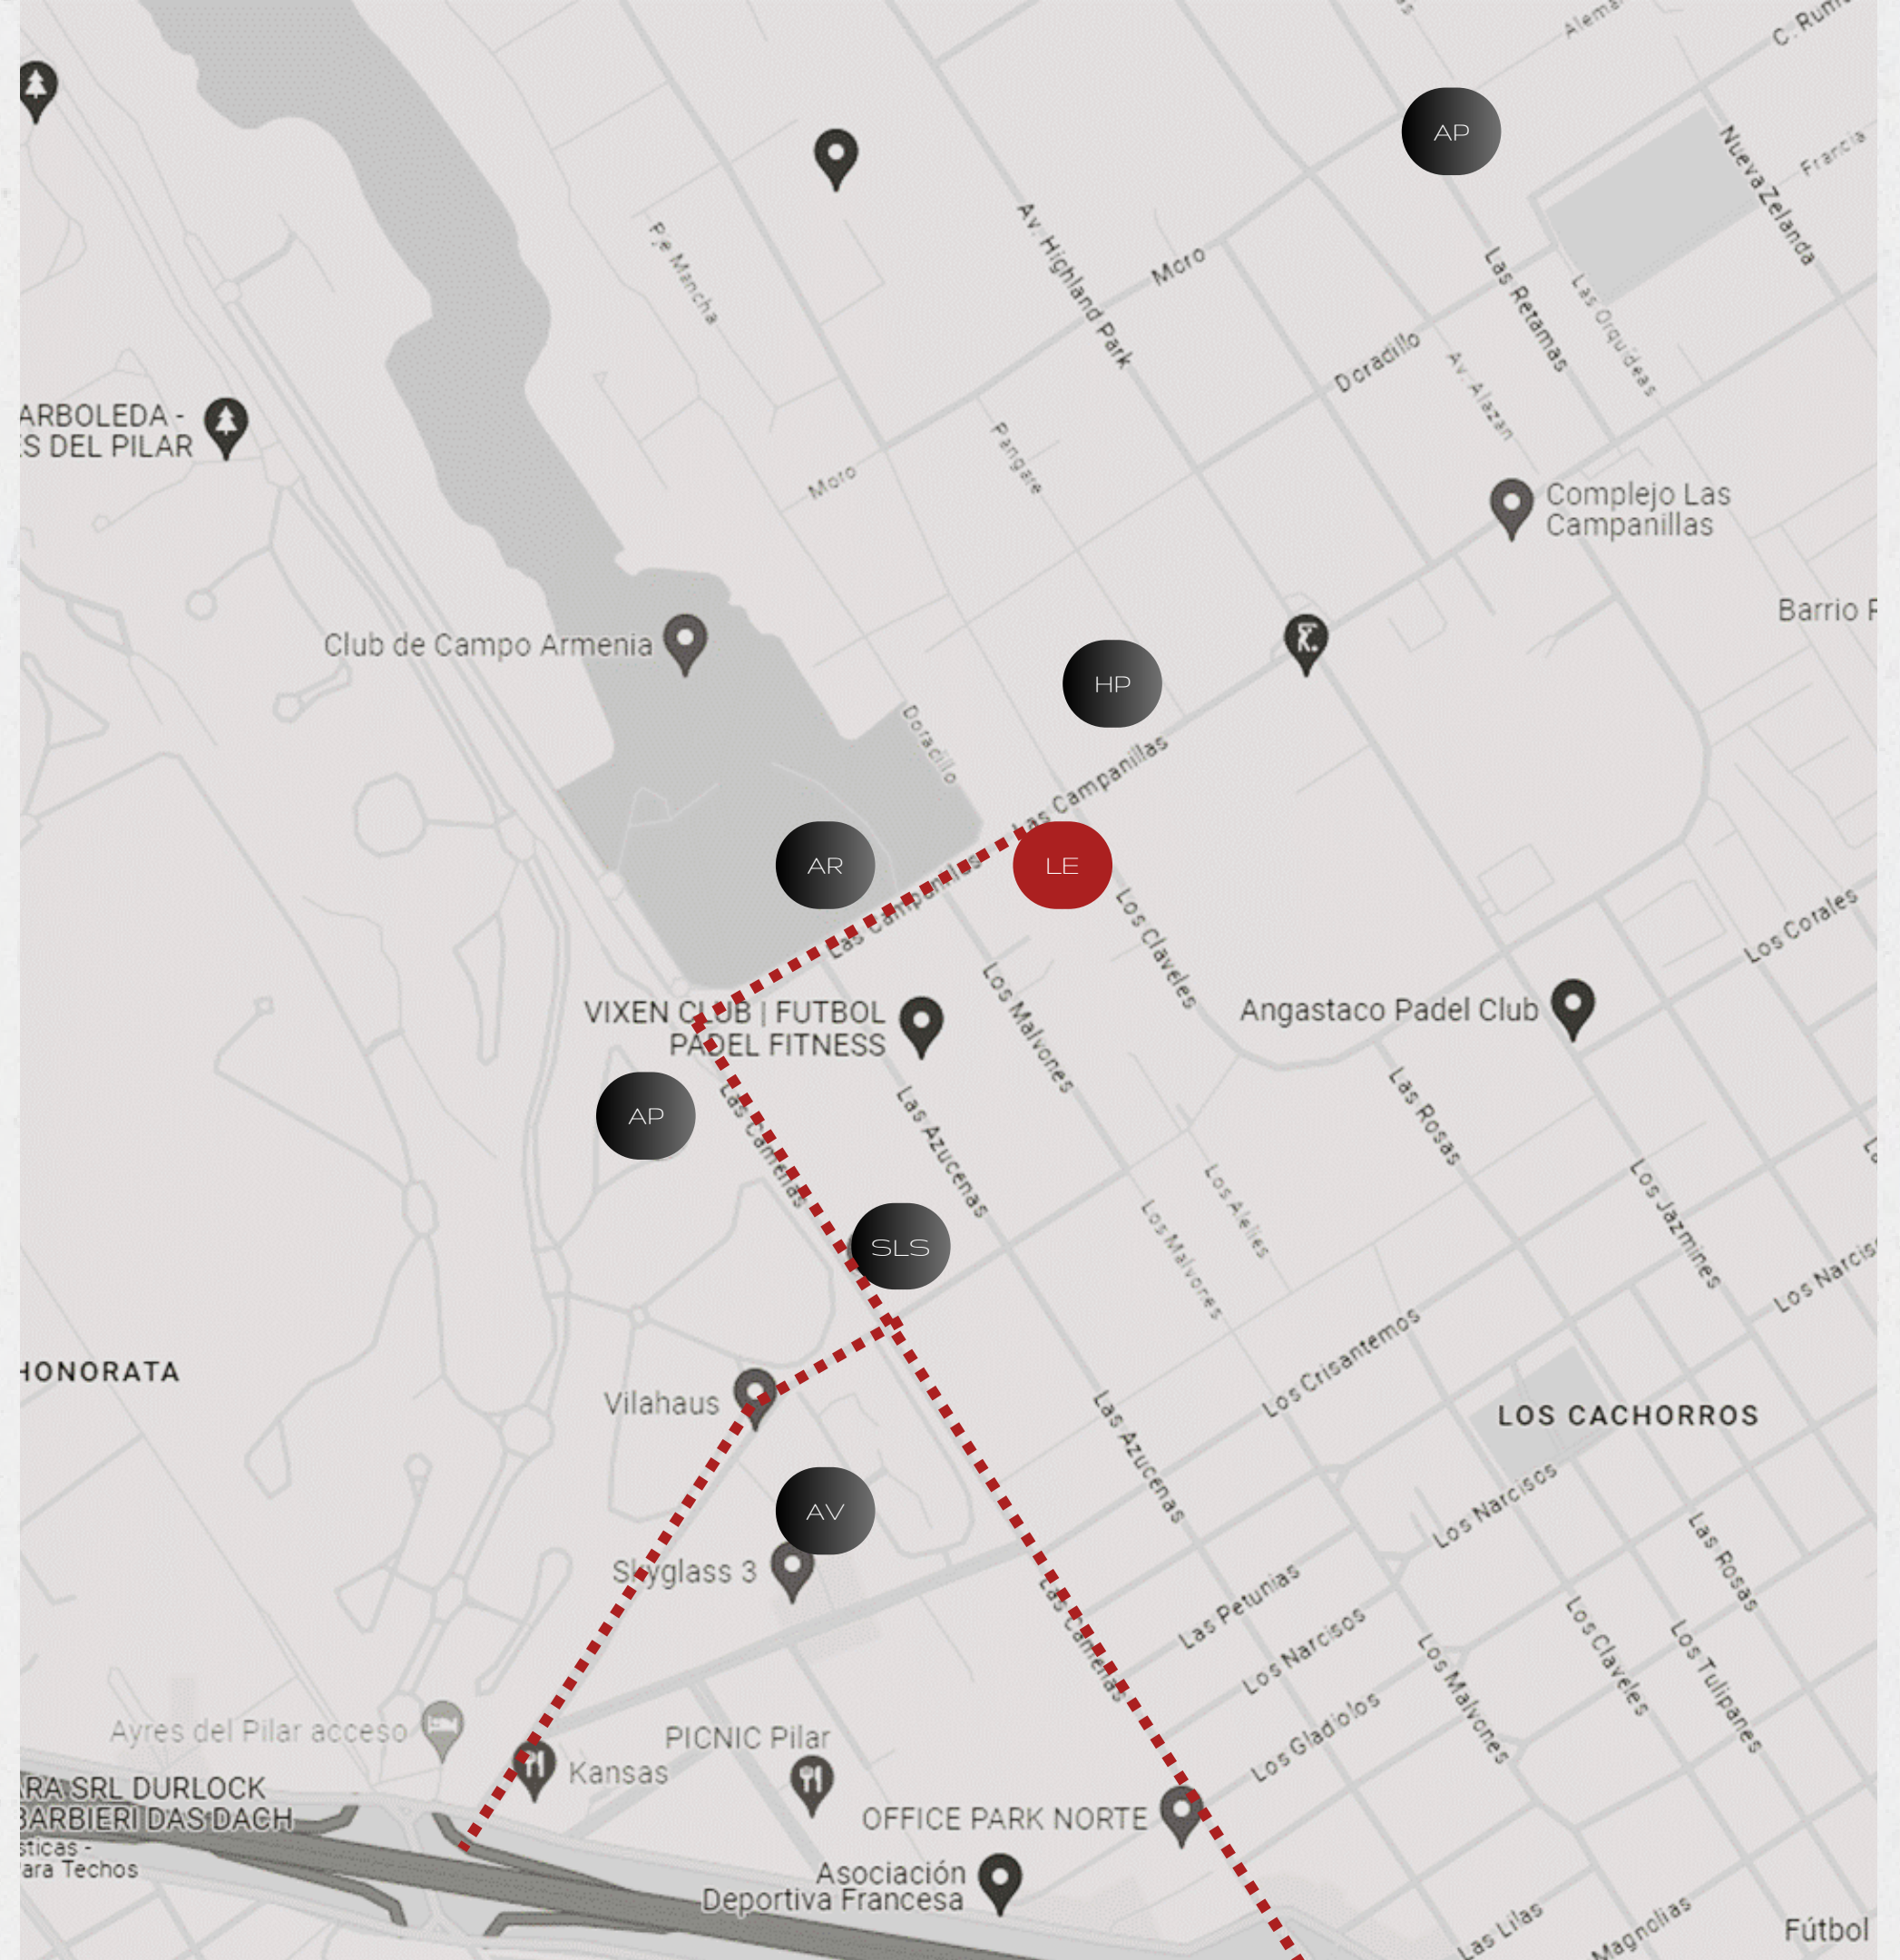 Alema
C. Rum
AP
Nueva Zelanda
Francia
Pje Mancha
Av. Highland Park
Moro
Las Retamas
Las Orquídeas
Doradillo
Av. Alazan
ARBOLEDA -
ES DEL PILAR
Moro
Pangare
Complejo Las
Campanillas
Barrio
Club de Campo Armenia
HP
Doradillo
Las Campanillas
AR
LE
Las Campanillas
Los Claveles
Los Corales
Los Malvones
VIXEN CLUB | FUTBOL
PADEL FITNESS
Angastaco Padel Club
AP
Las Camelias
Las Azucenas
Las Rosas
Los Jazmines
Los Alelies
Los Malvones
SLS
Los Narcis
Los Crisantemos
HONORATA
Vilahaus
LOS CACHORROS
Las Azucenas
AV
Los Narcisos
Skyglass 3
Las Rosas
Las Camelias
Las Petunias
Los Narcisos
Los Claveles
Los Tulipanes
Los Malvones
Los Gladiolos
Ayres del Pilar acceso
PICNIC Pilar
Kansas
ARA SRL DURLOCK
BARBIERI DAS DACH
sticas -
ara Techos
OFFICE PARK NORTE
Asociación
Deportiva Francesa
Las Lilas
Magnolias
Fútbol